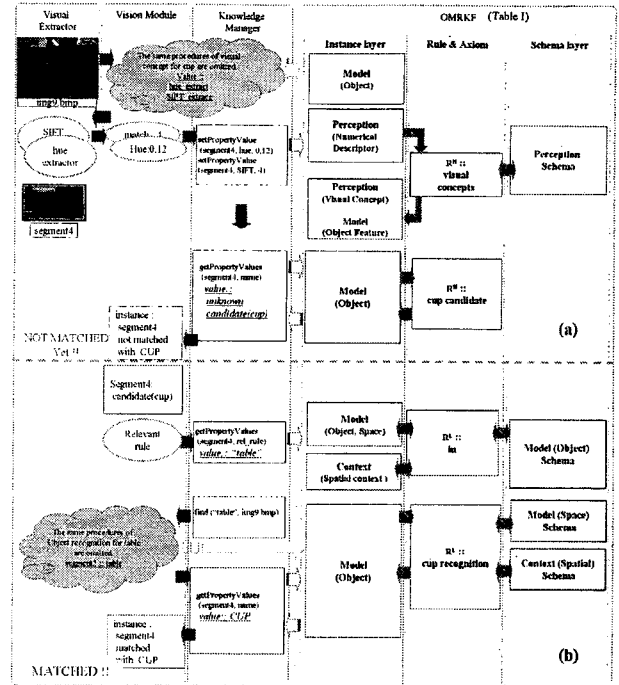 Visual
Extractor
Vision Module
Knowledge
Manager
OMRKF (Table I)
Instance layer
Rule & Axiom
Schema layer
img9.bmp
The same procedures of visual
concept for cup are omitted.
Value :
hue_extract
SIFT_extract
Model
(Object)
SIFT
hue
extractor
match : 4
Hue:0.12
setPropertyValue
(segment4, hue, 0.12)
setPropertyValue
(segment4, SIFT, 4)
Perception
(Numerical
Descriptor)
Perception
(Visual Concept)
Model
(Object Feature)
::
visual
concepts
Perception
Schema
segment4
getPropertyValues
(segment4, name)
value :
unknown
candidate(cup)
Model
(Object)
::
cup candidate
instance :
segment4
not matched
with CUP
NOT MATCHED
Yet !!
(a)
Segment4:
candidate(cup)
Relevant
rule
getPropertyValues
(segment4, rel_rule)
value : "table"
Model
(Object, Space)
Context
(Spatial context )
::
in
Model (Object)
Schema
find ("table", img9.bmp)
The same procedures of
Object recognition for table
are omitted.
: table
Model
(Object)
::
cup recognition
Model (Space)
Schema
Context (Spatial)
Schema
getPropertyValues
(segment4, name)
value : CUP
instance :
segment4
matched
with CUP
MATCHED !!
(b)